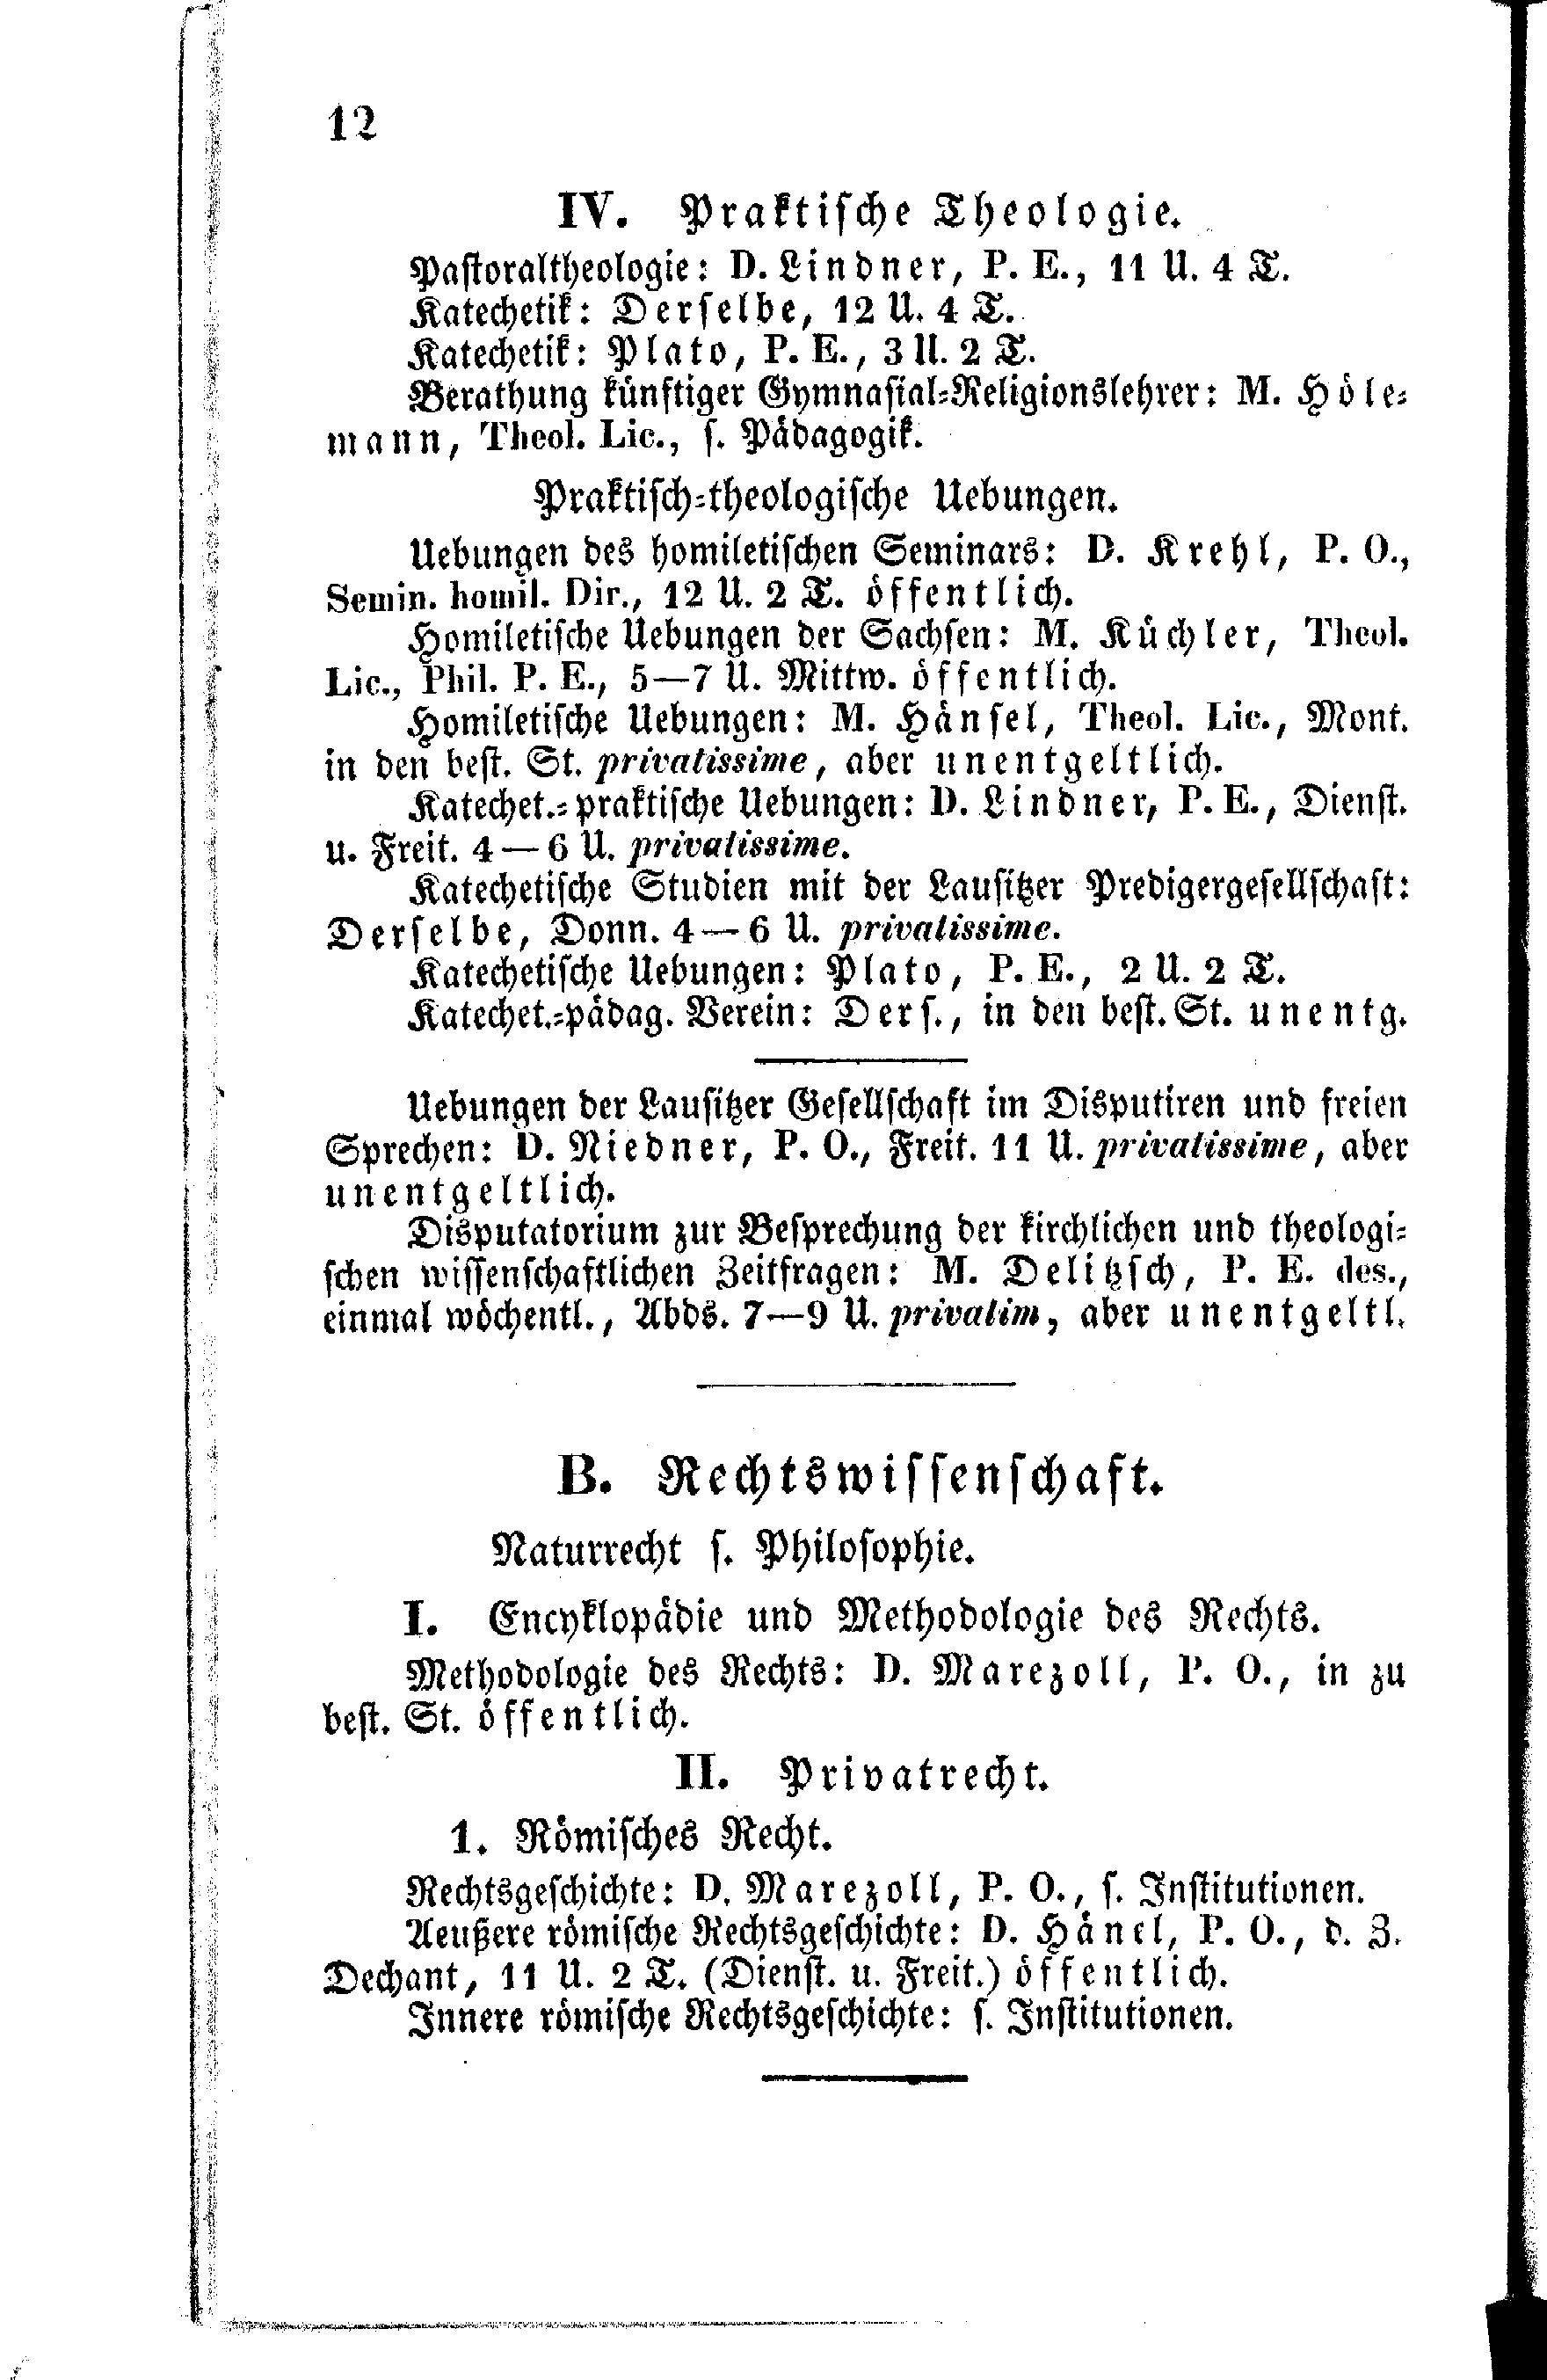 12
IV. Praktiſche Theologie.
Paſtoraltheologie: D. Lindner, P. E., 11 U. 4 T.
Katechetik: Derſelbe, 12 U. 4 T.
Katechetik: Plato, P. E., 3 U. 2 T.
Berathung künftiger Gymnaſial-Religionslehrer: M. Höle-
mann, Theol. Lic., ſ. Pädagogik.
Praktiſch-theologiſche Uebungen.
Uebungen des homiletiſchen Seminars: D. Krehl, P. O.,
Semin. homil. Dir., 12 U. 2 T. öffentlich.
Homiletiſche Uebungen der Sachſen: M. Küchler, Theol.
Lic., Phil. P. E., 5—7 U. Mittw. öffentlich.
Homiletiſche Uebungen: M. Hänſel, Theol. Lic., Mont.
in den beſt. St. privatissime, aber unentgeltlich.
Katechet.-praktiſche Uebungen: D. Lindner, P. E., Dienſt.
u. Freit. 4—6 U. privatissime.
Katechetiſche Studien mit der Lauſitzer Predigergeſellſchaft:
Derſelbe, Donn. 4—6 U. privatissime.
Katechetiſche Uebungen: Plato, P. E., 2 U. 2 T.
Katechet.-pädag. Verein: Derſ., in den beſt. St. unentg.
Uebungen der Lauſitzer Geſellſchaft im Disputiren und freien
Sprechen: D. Niedner, P. O., Freit. 11 U. privatissime, aber
unentgeltlich.
Disputatorium zur Beſprechung der kirchlichen und theologi-
ſchen wiſſenſchaftlichen Zeitfragen: M. Delitzſch, P. E. des.,
einmal wöchentl., Abds. 7—9 U. privatim, aber unentgeltl.
B. Rechtswiſſenſchaft.
Naturrecht ſ. Philoſophie.
I. Encyklopädie und Methodologie des Rechts.
Methodologie des Rechts: D. Marezoll, P. O., in zu
beſt. St. öffentlich.
II. Privatrecht.
1. Römiſches Recht.
Rechtsgeſchichte: D. Marezoll, P. O., ſ. Inſtitutionen.
Aeußere römiſche Rechtsgeſchichte: D. Hänel, P. O., d. Z.
Dechant, 11 U. 2 T. (Dienſt. u. Freit.) öffentlich.
Innere römiſche Rechtsgeſchichte: ſ. Inſtitutionen.